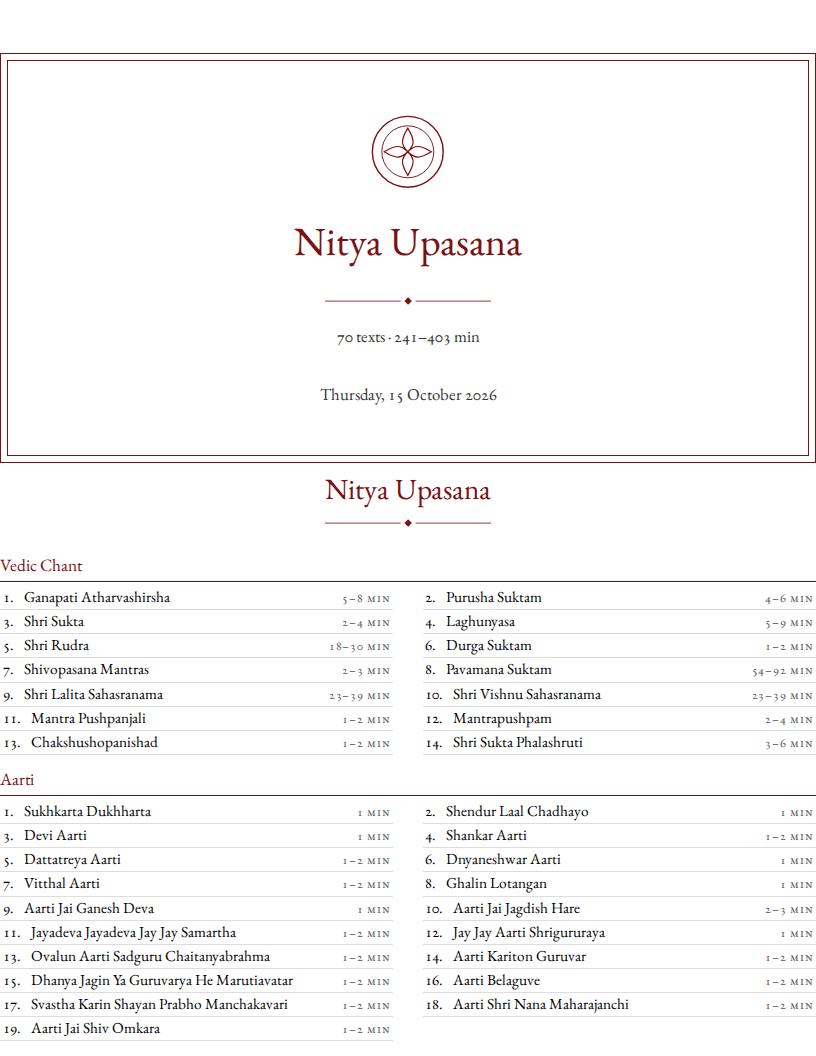 Nitya Upasana
70 texts · 241–403 min
Thursday, 15 October 2026
Nitya Upasana
Vedic Chant
1. Ganapati Atharvashirsha 5–8 MIN
2. Purusha Suktam 4–6 MIN
3. Shri Sukta 2–4 MIN
4. Laghunyasa 5–9 MIN
5. Shri Rudra 18–30 MIN
6. Durga Suktam 1–2 MIN
7. Shivopasana Mantras 2–3 MIN
8. Pavamana Suktam 54–92 MIN
9. Shri Lalita Sahasranama 23–39 MIN
10. Shri Vishnu Sahasranama 23–39 MIN
11. Mantra Pushpanjali 1–2 MIN
12. Mantrapushpam 2–4 MIN
13. Chakshushopanishad 1–2 MIN
14. Shri Sukta Phalashruti 3–6 MIN
Aarti
1. Sukhkarta Dukhharta 1 MIN
2. Shendur Laal Chadhayo 1 MIN
3. Devi Aarti 1 MIN
4. Shankar Aarti 1–2 MIN
5. Dattatreya Aarti 1–2 MIN
6. Dnyaneshwar Aarti 1 MIN
7. Vitthal Aarti 1–2 MIN
8. Ghalin Lotangan 1 MIN
9. Aarti Jai Ganesh Deva 1 MIN
10. Aarti Jai Jagdish Hare 2–3 MIN
11. Jayadeva Jayadeva Jay Jay Samartha 1–2 MIN
12. Jay Jay Aarti Shrigururaya 1 MIN
13. Ovalun Aarti Sadguru Chaitanyabrahma 1–2 MIN
14. Aarti Kariton Guruvar 1–2 MIN
15. Dhanya Jagin Ya Guruvarya He Marutiavatar 1–2 MIN
16. Aarti Belaguve 1–2 MIN
17. Svastha Karin Shayan Prabho Manchakavari 1–2 MIN
18. Aarti Shri Nana Maharajanchi 1–2 MIN
19. Aarti Jai Shiv Omkara 1–2 MIN